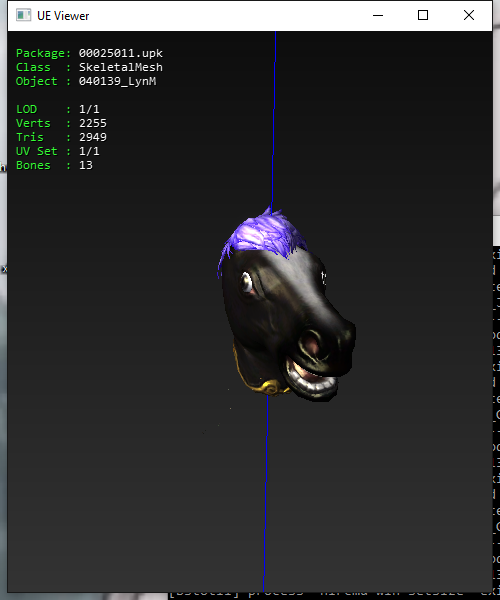 UE Viewer
Package: 00025011.upk
Class : SkeletalMesh
Object : 040139_LynM
LOD : 1/1
Verts : 2255
Tris : 2949
UV Set : 1/1
Bones : 13